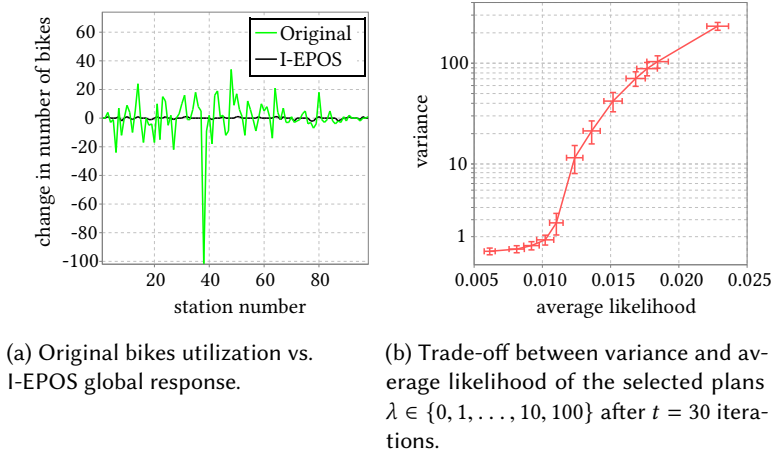 Original
I-EPOS
60
40
20
0
-20
-40
-60
-80
-100
20 40 60 80
change in number of bikes
station number
100
10
1
0.005 0.010 0.015 0.020 0.025
variance
average likelihood
(a) Original bikes utilization vs.
I-EPOS global response.
(b) Trade-off between variance and av-
erage likelihood of the selected plans
λ ∈ {0, 1, . . . , 10, 100} after t = 30 itera-
tions.